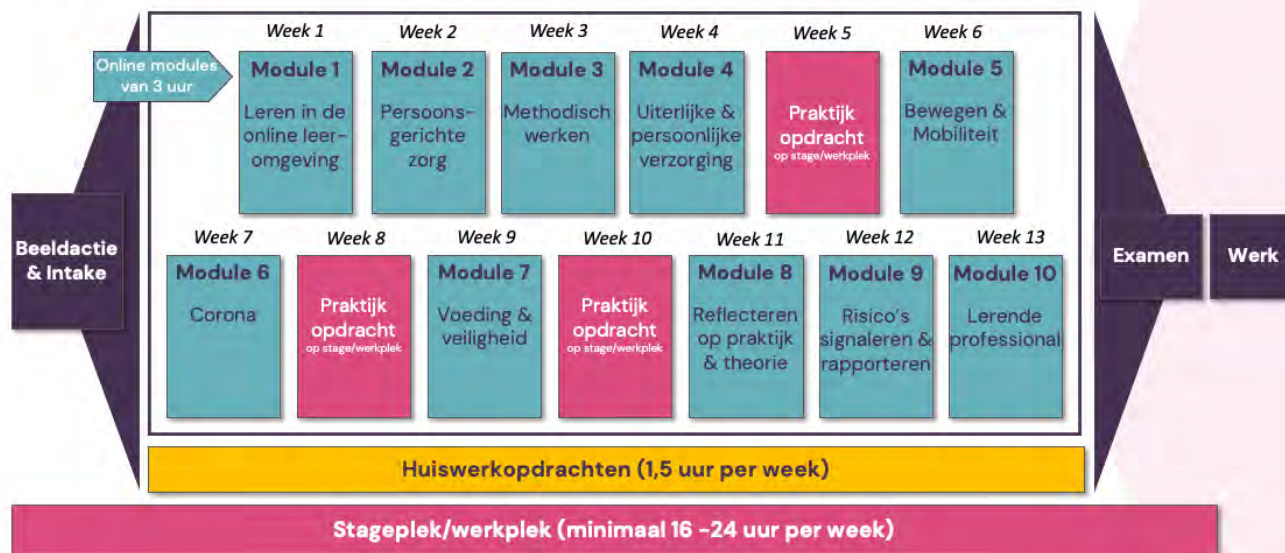 Week 1
Week 2
Week 3
Week 4
Week 5
Week 6
Online modules
van 3 uur
Module 1
Leren in de
online leer-
omgeving
Module 2
Persoons-
gerichte
zorg
Module 3
Methodisch
werken
Module 4
Uiterlijke &
persoonlijke
verzorging
Praktijk
opdracht
op stage/werkplek
Module 5
Bewegen &
Mobiliteit
Beeldactie
& Intake
Week 7
Week 8
Week 9
Week 10
Week 11
Week 12
Week 13
Module 6
Corona
Praktijk
opdracht
op stage/werkplek
Module 7
Voeding &
veiligheid
Praktijk
opdracht
op stage/werkplek
Module 8
Reflecteren
op praktijk
& theorie
Module 9
Risico's
signaleren &
rapporteren
Module 10
Lerende
professional
Examen
Werk
Huiswerkopdrachten (1,5 uur per week)
Stageplek/werkplek (minimaal 16 -24 uur per week)